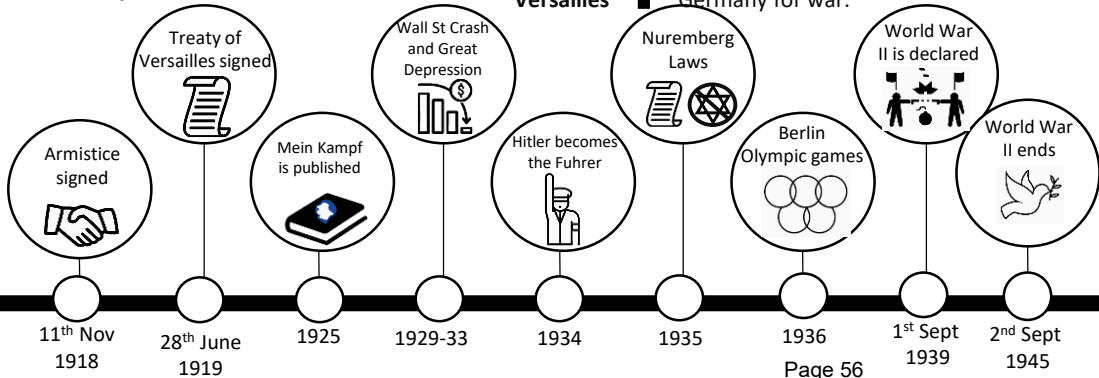 Versailles
Germany for war.
Armistice
signed
Treaty of
Versailles signed
Mein Kampf
is published
Wall St Crash
and Great
Depression
$
Hitler becomes
the Fuhrer
Nuremberg
Laws
Berlin
Olympic games
World War
II is declared
World War
II ends
11th Nov
1918
28th June
1919
1925
1929-33
1934
1935
1936
1st Sept
1939
2nd Sept
1945
Page 56